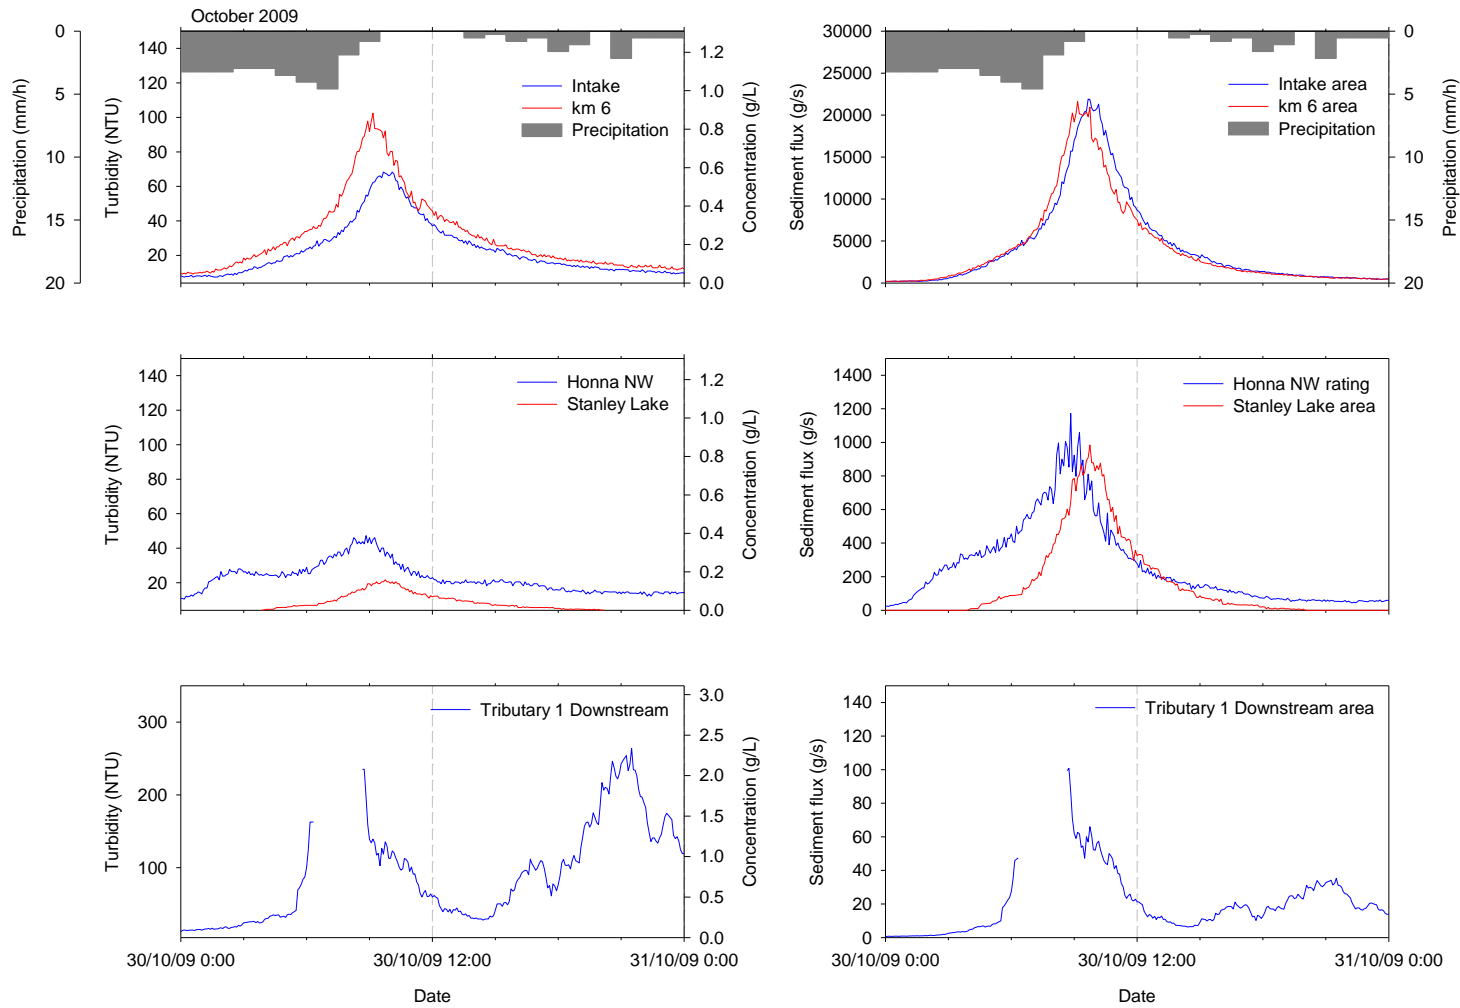 October 2009
Precipitation (mm/h)
0
5
10
15
20
Turbidity (NTU)
140
120
100
80
60
40
20
Intake
km 6
Precipitation
1.2
1.0
0.8
0.6
0.4
0.2
0.0
Concentration (g/L)
Sediment flux (g/s)
30000
25000
20000
15000
10000
5000
0
Intake area
km 6 area
Precipitation
0
5
10
15
20
Precipitation (mm/h)
Turbidity (NTU)
140
120
100
80
60
40
20
Honna NW
Stanley Lake
1.2
1.0
0.8
0.6
0.4
0.2
0.0
Concentration (g/L)
Sediment flux (g/s)
1400
1200
1000
800
600
400
200
0
Honna NW rating
Stanley Lake area
Turbidity (NTU)
300
200
100
Tributary 1 Downstream
3.0
2.5
2.0
1.5
1.0
0.5
0.0
Concentration (g/L)
30/10/09 0:00
30/10/09 12:00
31/10/09 0:00
Date
Sediment flux (g/s)
140
120
100
80
60
40
20
0
Tributary 1 Downstream area
30/10/09 0:00
30/10/09 12:00
31/10/09 0:00
Date